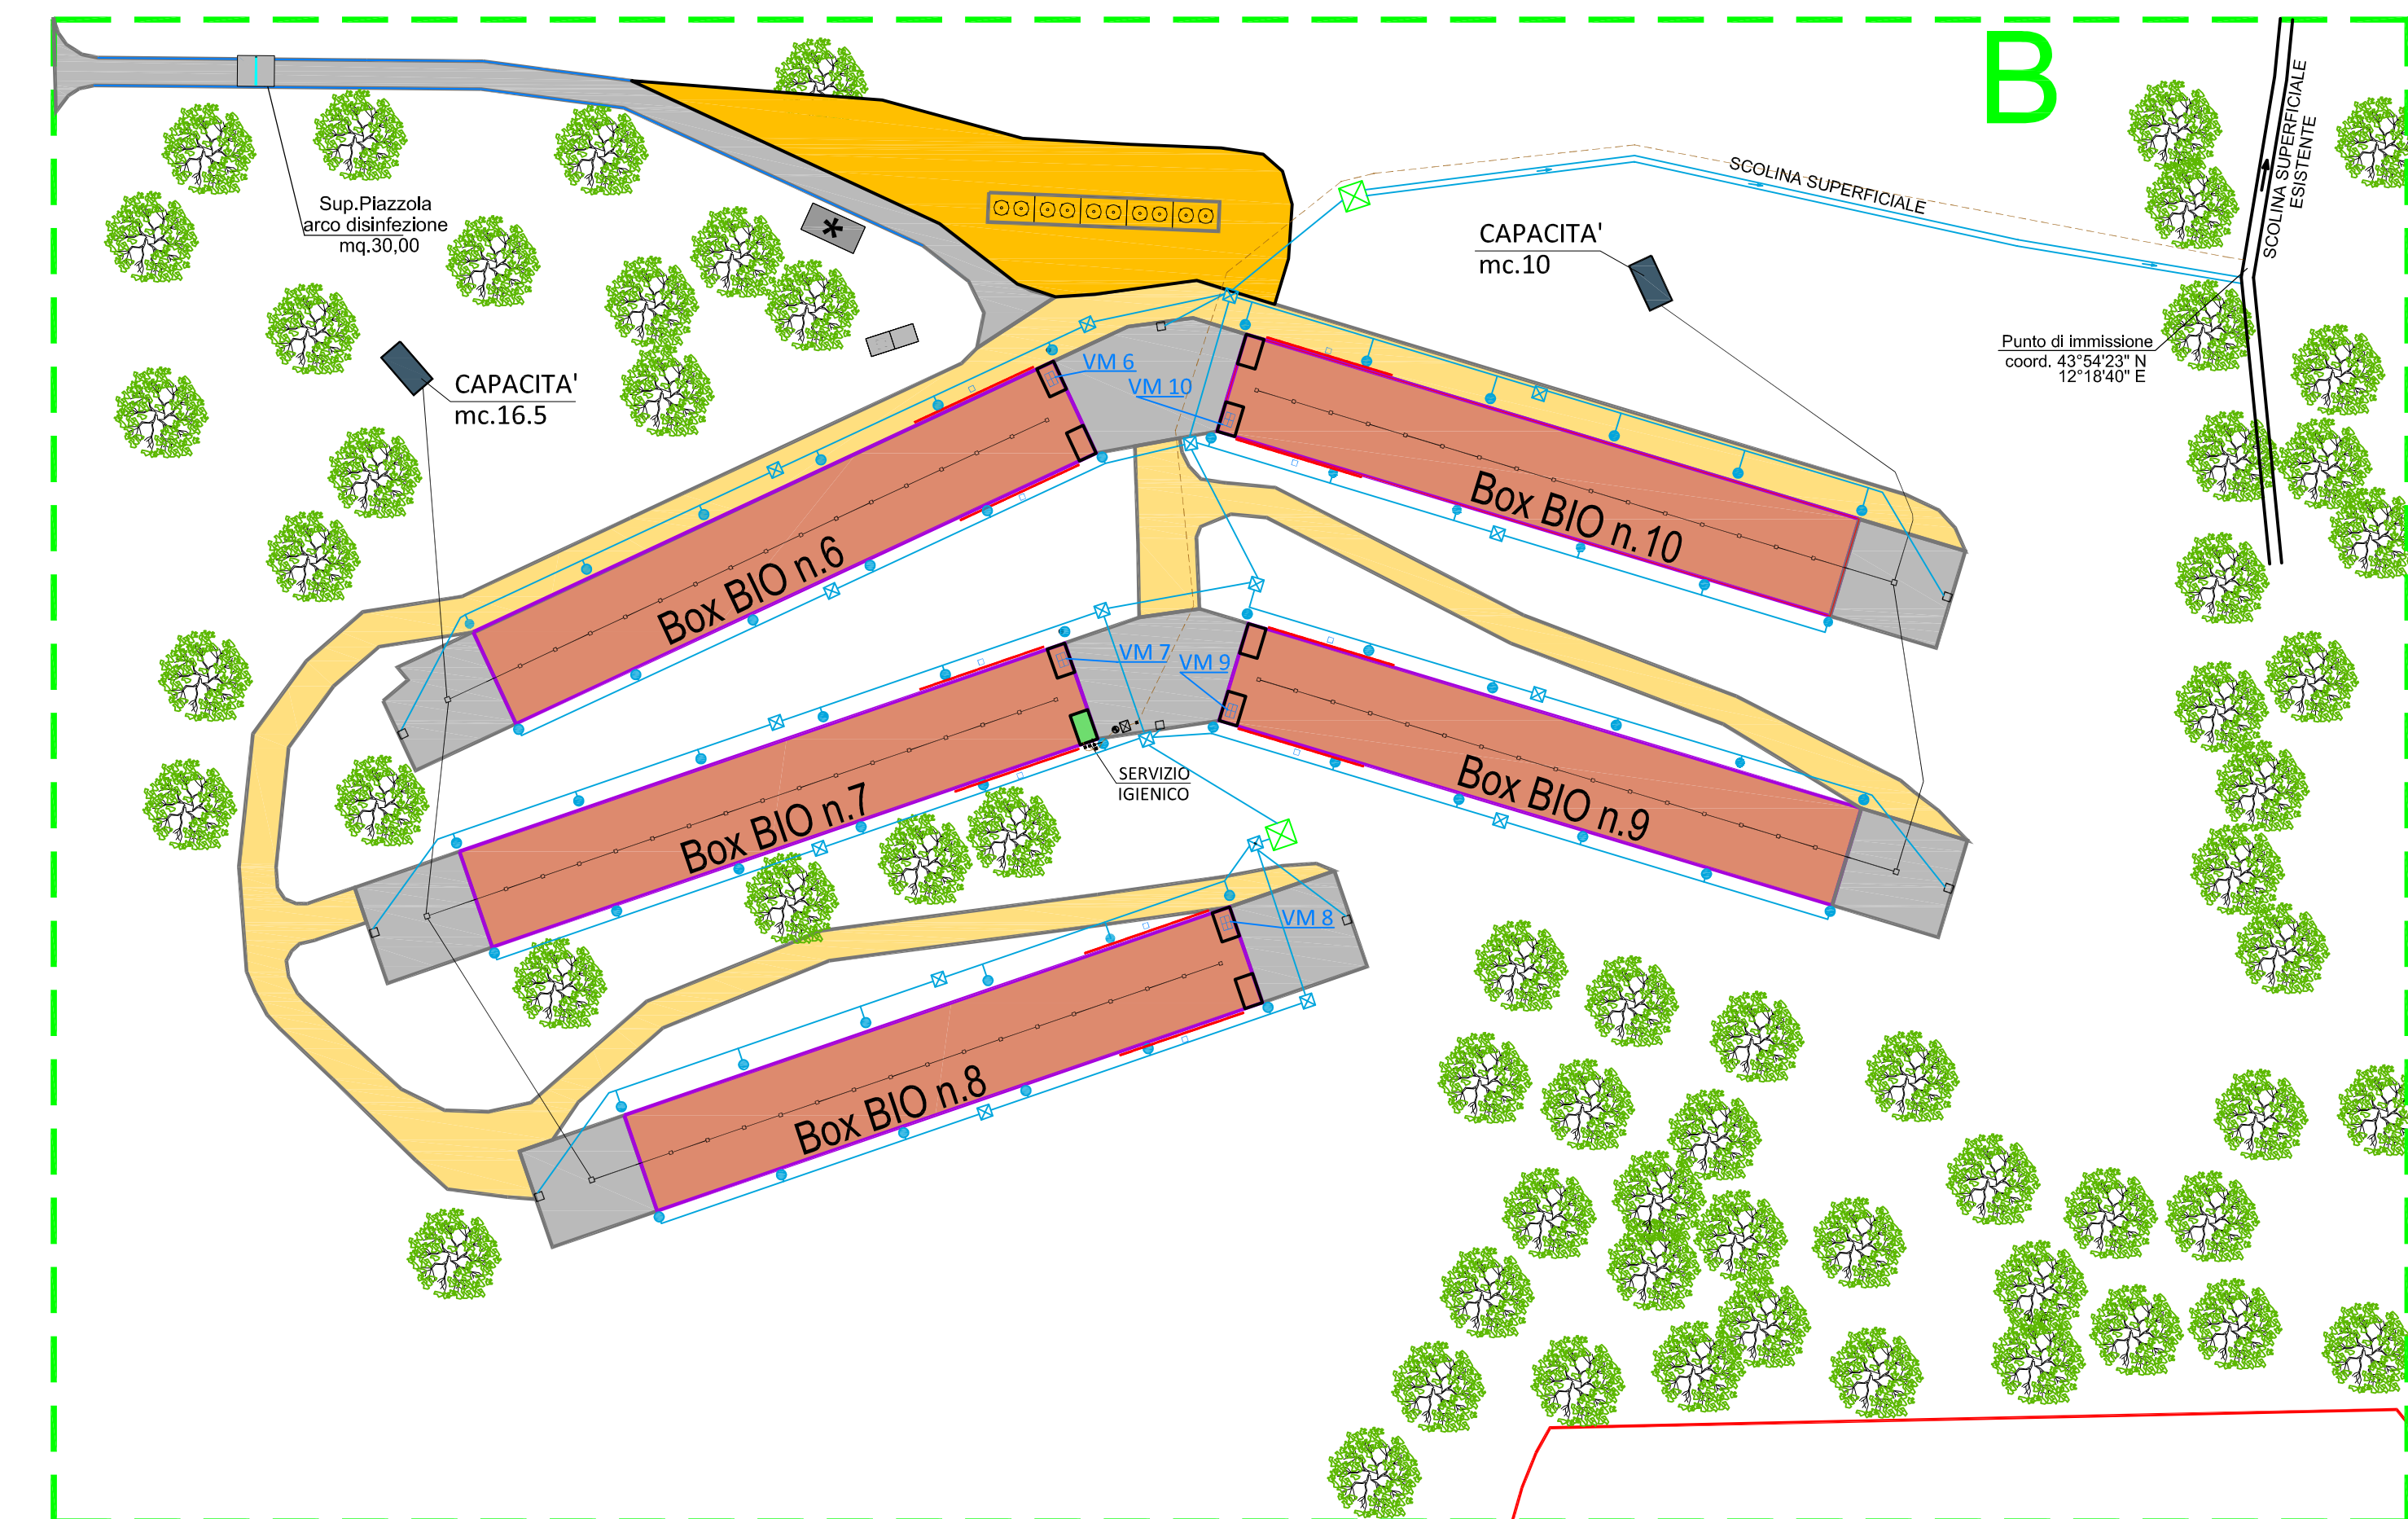 B
SCOLINA SUPERFICIALE
ESISTENTE
SCOLINA SUPERFICIALE
Sup.Piazzola
arco disinfezione
mq.30,00
*
CAPACITA'
mc.10
Punto di immissione
coord. 43°54'23" N
12°18'40" E
CAPACITA'
mc.16.5
VM 6
VM 10
Box BIO n.6
Box BIO n.10
VM 7
VM 9
SERVIZIO
IGIENICO
Box BIO n.7
Box BIO n.9
VM 8
Box BIO n.8